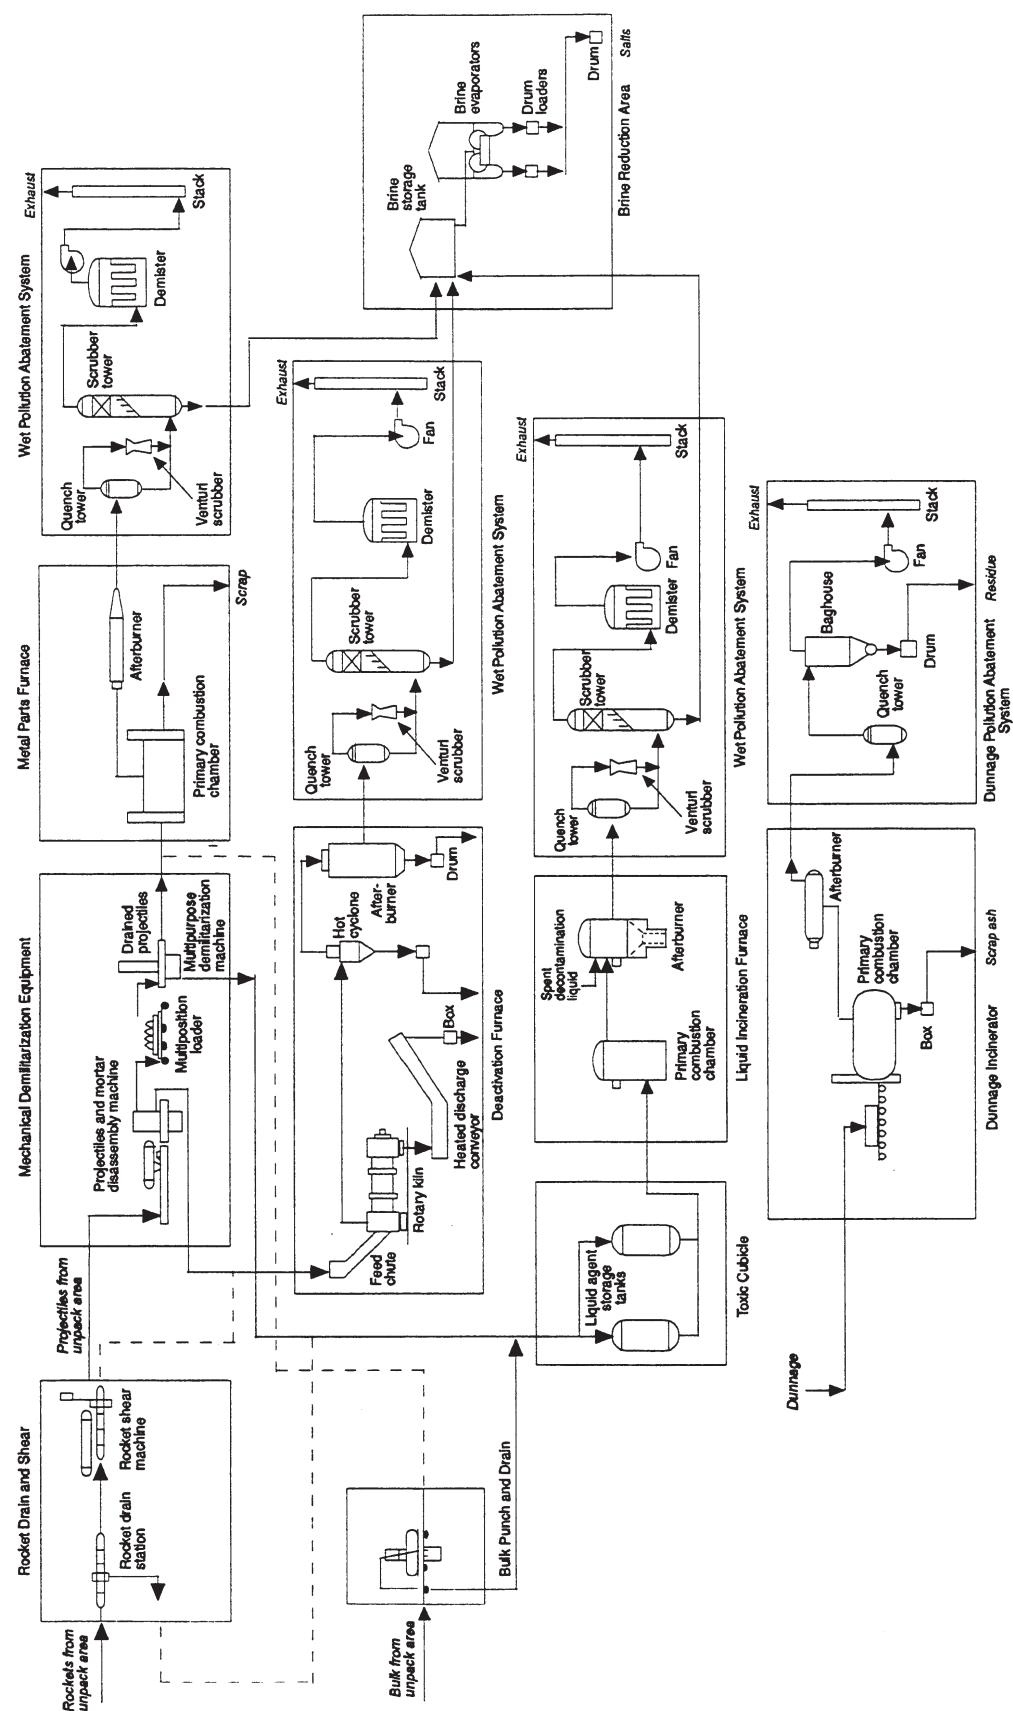 Rocket Drain and Shear
Rockets from
unpack area
Rocket drain
station
Rocket shear
machine
Projectiles from
unpack area
Mechanical Demilitarization Equipment
Projectiles and mortar
disassembly machine
Multiposition
loader
Drained
projectiles
Multipurpose
demilitarization
machine
Metal Parts Furnace
Primary combustion
chamber
Afterburner
Scrap
Wet Pollution Abatement System
Quench
tower
Venturi
scrubber
Scrubber
tower
Demister
Stack
Exhaust
Feed
chute
Rotary kiln
Heated discharge
conveyor
Box
Hot
cyclone
After-
burner
Drum
Deactivation Furnace
Quench
tower
Venturi
scrubber
Scrubber
tower
Demister
Fan
Stack
Exhaust
Wet Pollution Abatement System
Brine
storage
tank
Brine
evaporators
Drum
loaders
Drum
Salts
Brine Reduction Area
Bulk from
unpack area
Bulk Punch and Drain
Liquid agent
storage
tanks
Toxic Cubicle
Spent
decontamination
liquid
Primary
combustion
chamber
Afterburner
Liquid Incineration Furnace
Quench
tower
Venturi
scrubber
Scrubber
tower
Demister
Fan
Stack
Exhaust
Wet Pollution Abatement System
Dunnage
Primary
combustion
chamber
Box
Afterburner
Scrap ash
Dunnage Incinerator
Quench
tower
Baghouse
Drum
Fan
Stack
Exhaust
Residue
Dunnage Pollution Abatement
System